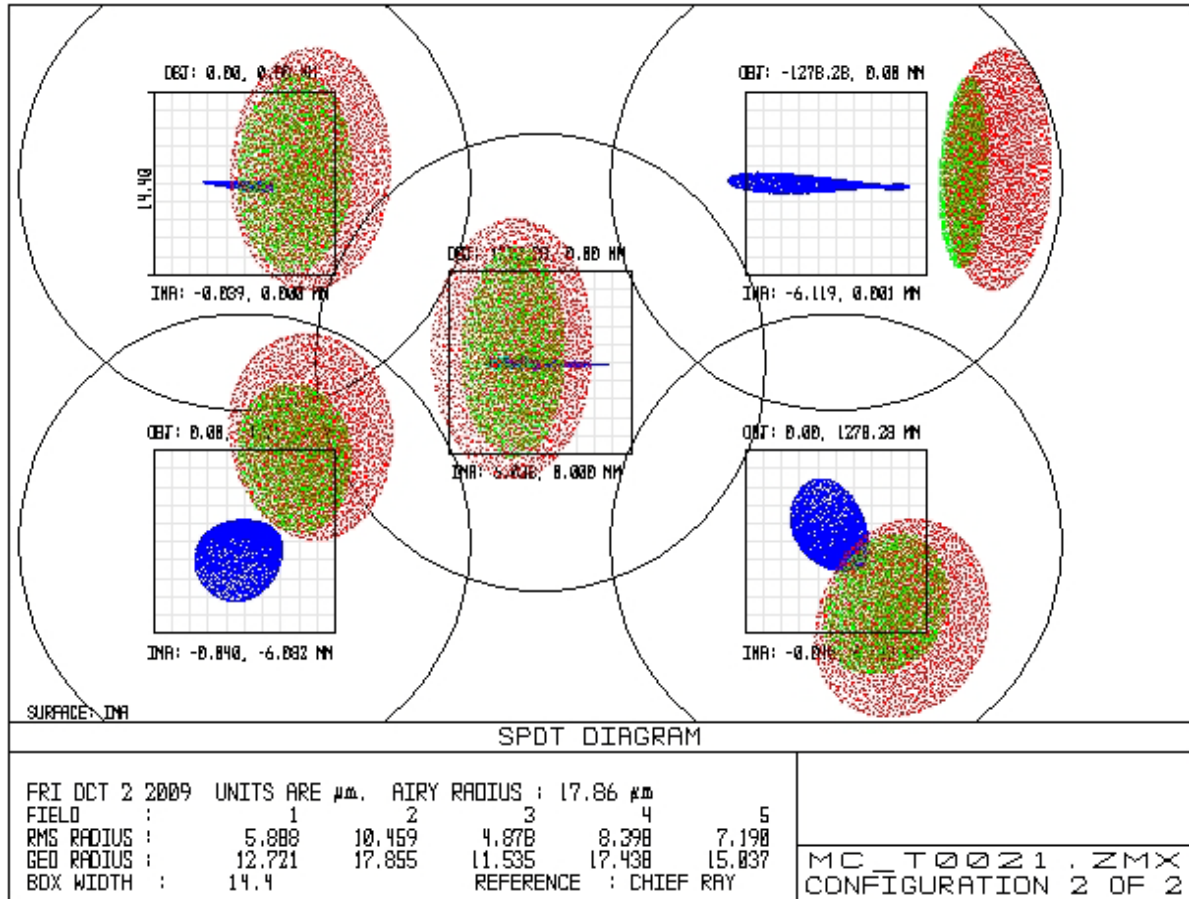 OBJ: 0.00, 0.00 MM
OBJ: -1278.28, 0.00 MM
14.40
IMA: -0.039, 0.000 MM
OBJ: 0.00 MM
IMA: -6.119, 0.001 MM
OBJ: 0.00,
IMA: 0.000 MM
OBJ: 0.00, 1278.28 MM
IMA: -0.040, -6.082 MM
IMA:
SURFACE: IMA
SPOT DIAGRAM
FRI OCT 2 2009 UNITS ARE µm. AIRY RADIUS : 17.86 µm
FIELD : 1 2 3 4 5
RMS RADIUS : 5.888 10.459 4.878 8.398 7.190
GEO RADIUS : 12.721 17.855 11.535 17.438 15.037
BOX WIDTH : 14.4 REFERENCE : CHIEF RAY
MC_T0021.ZMX
CONFIGURATION 2 OF 2